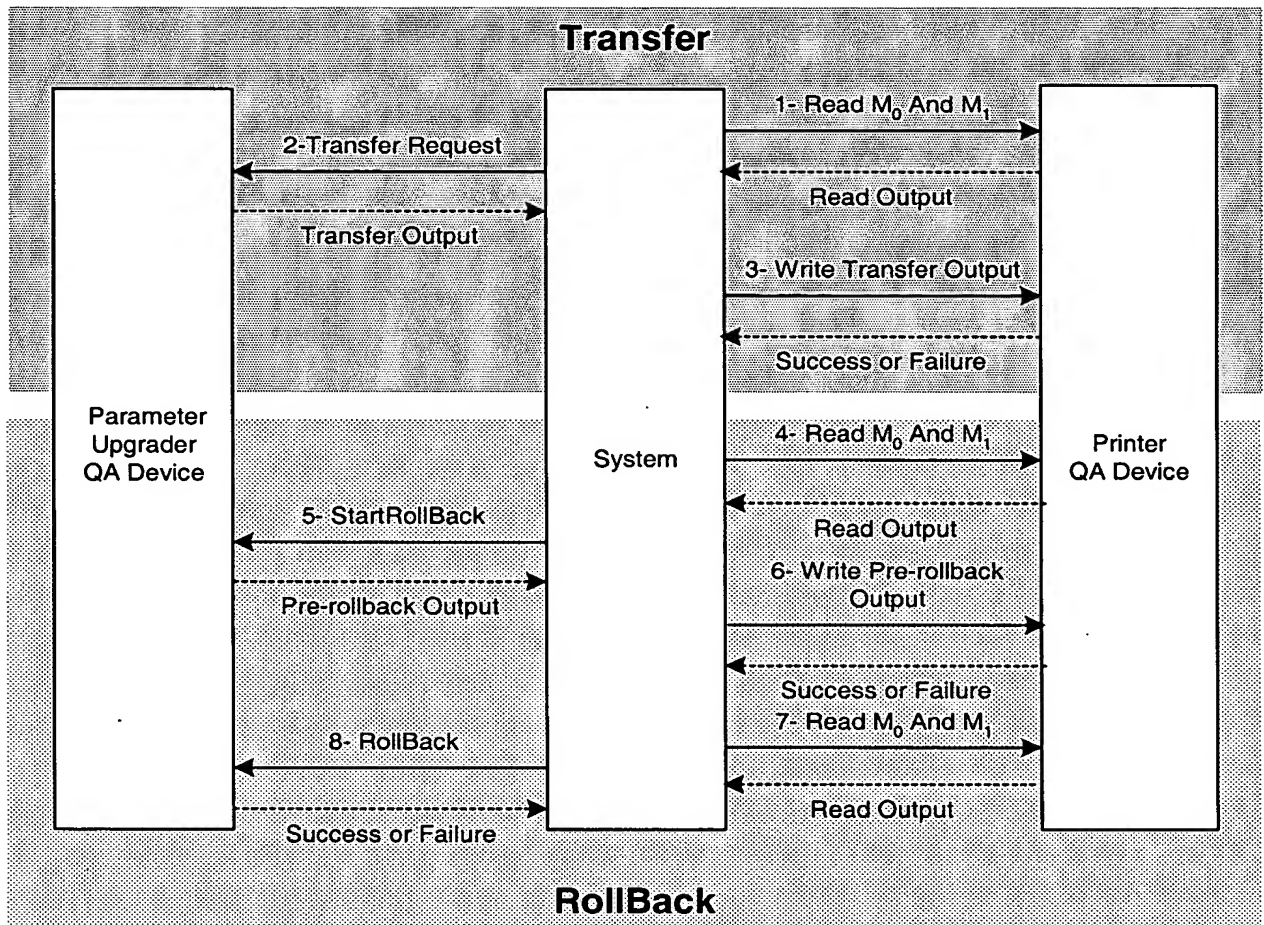 Transfer
1- Read M₀ And M₁
2-Transfer Request
Read Output
Transfer Output
3- Write Transfer Output
Success or Failure
Parameter
Upgrader
QA Device
System
Printer
QA Device
4- Read M₀ And M₁
Read Output
5- StartRollBack
6- Write Pre-rollback
Output
Pre-rollback Output
Success or Failure
7- Read M₀ And M₁
8- RollBack
Read Output
Success or Failure
RollBack